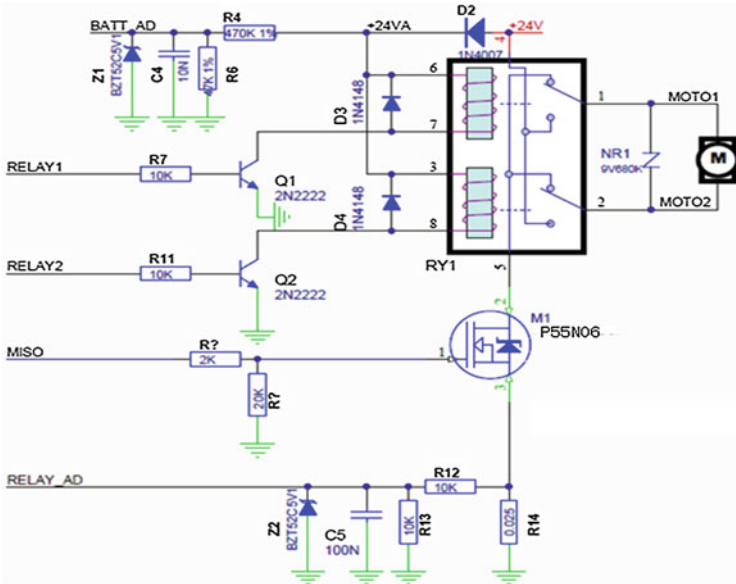 BATT_AD
R4
470K 1%
+24VA
D2
+24V
1N4007
4
Z1
BZT52C5V1
C4
10N
47K 1%
R6
D3
1N4148
6
7
1
MOTO1
NR1
9V680K
M
RELAY1
R7
10K
Q1
2N2222
D4
1N4148
3
8
2
MOTO2
RY1
5
RELAY2
R11
10K
Q2
2N2222
2
M1
P55N06
MISO
R?
2K
1
20K
R?
3
RELAY_AD
R12
10K
Z2
BZT52C5V1
C5
100N
10K
R13
0.025
R14